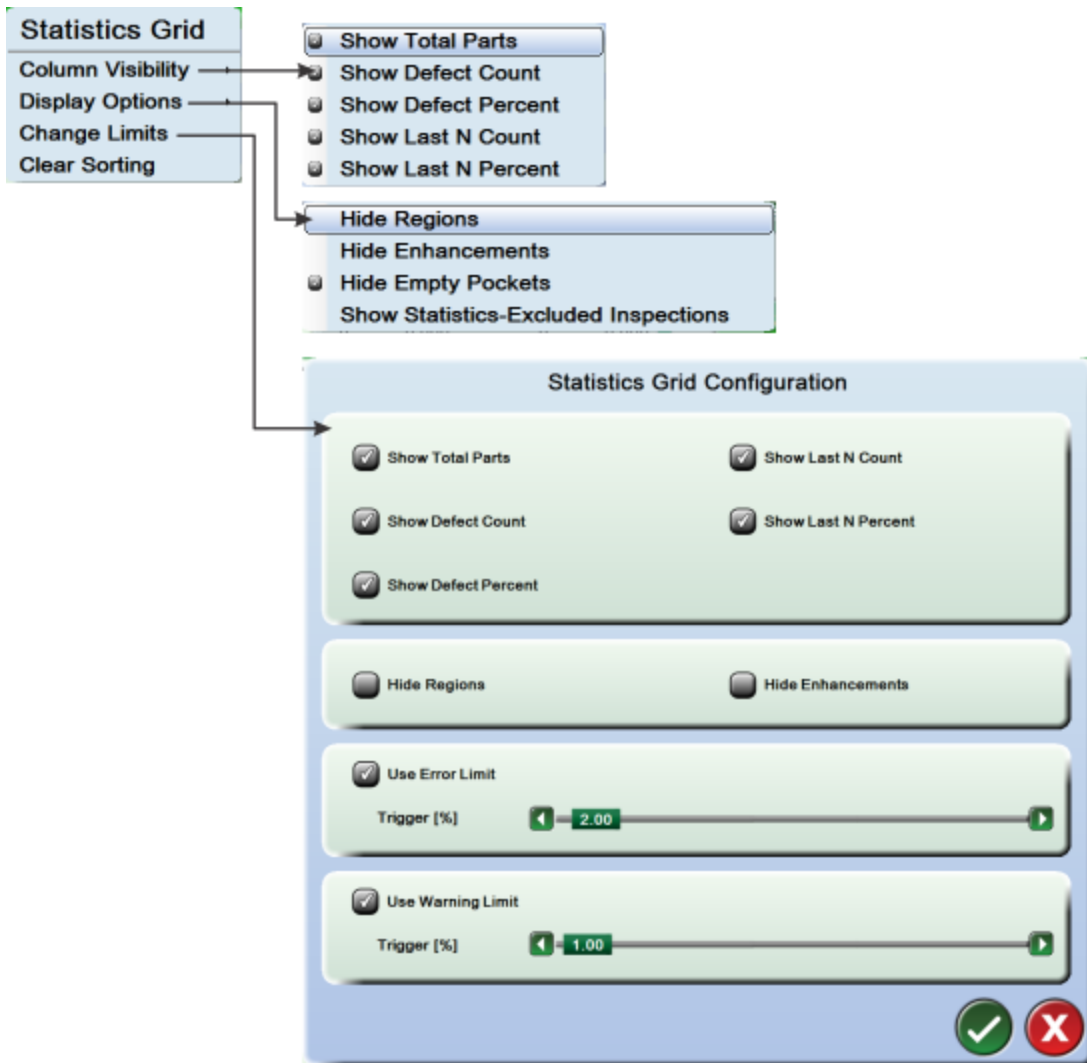 Statistics Grid
Column Visibility
Display Options
Change Limits
Clear Sorting
Show Total Parts
Show Defect Count
Show Defect Percent
Show Last N Count
Show Last N Percent
Hide Regions
Hide Enhancements
Hide Empty Pockets
Show Statistics-Excluded Inspections
Statistics Grid Configuration
Show Total Parts
Show Last N Count
Show Defect Count
Show Last N Percent
Show Defect Percent
Hide Regions
Hide Enhancements
Use Error Limit
Trigger [%]
2.00
Use Warning Limit
Trigger [%]
1.00